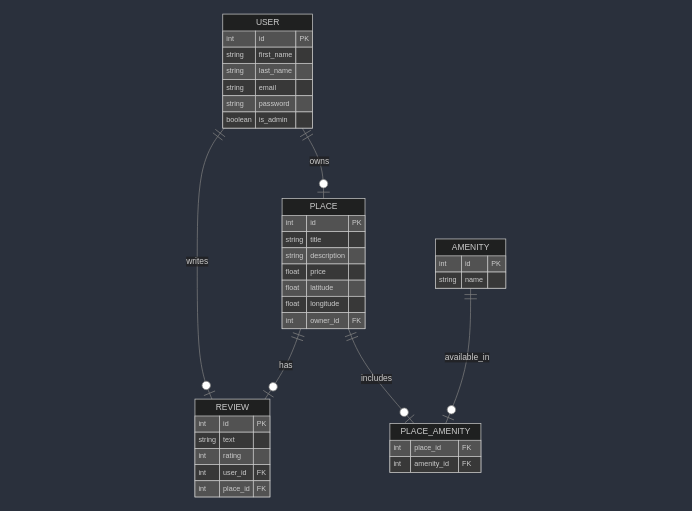 USER
int id PK
string first_name
string last_name
string email
string password
boolean is_admin
owns
PLACE
int id PK
string title
string description
float price
float latitude
float longitude
int owner_id FK
AMENITY
int id PK
string name
writes
has
includes
available_in
REVIEW
int id PK
string text
int rating
int user_id FK
int place_id FK
PLACE_AMENITY
int place_id FK
int amenity_id FK